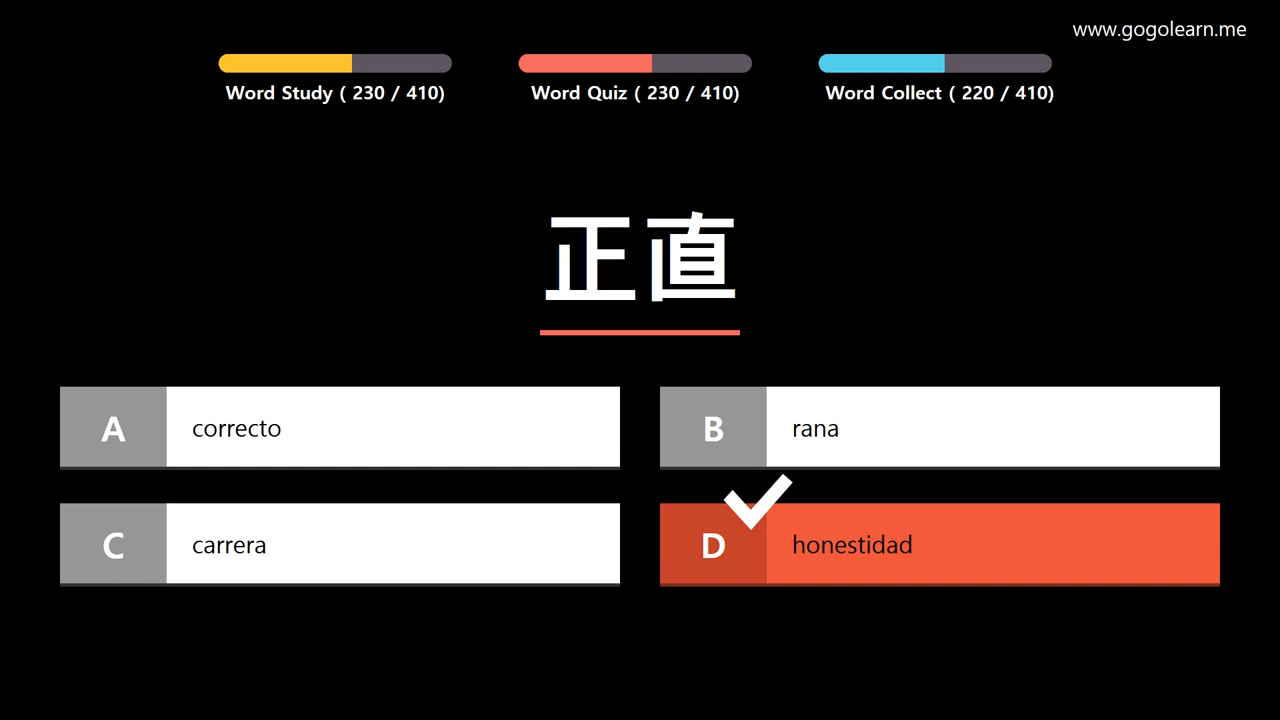 www.gogolearn.me
Word Study ( 230 / 410)
Word Quiz ( 230 / 410)
Word Collect ( 220 / 410)
正直
A correcto
B rana
C carrera
D honestidad